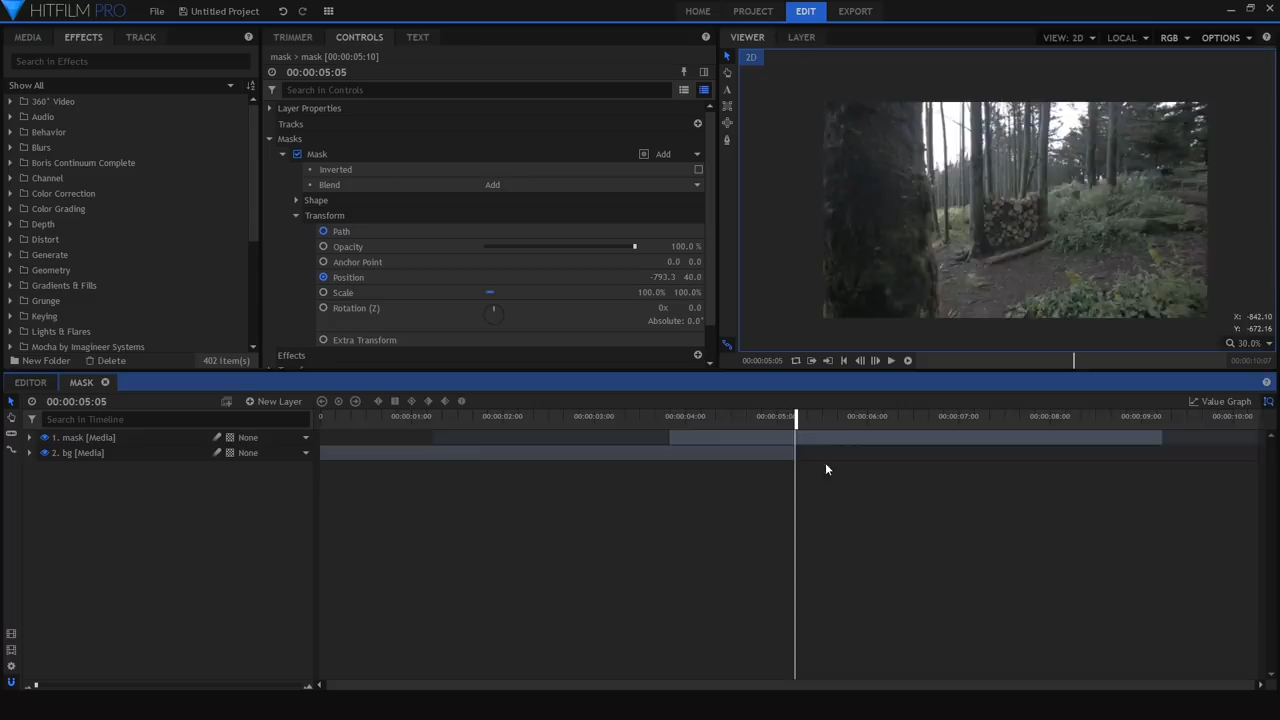 HITFILM PRO File Untitled Project HOME PROJECT EDIT EXPORT
MEDIA EFFECTS TRACK
Search in Effects
Show All
360° Video
Audio
Behavior
Blurs
Boris Continuum Complete
Channel
Color Correction
Color Grading
Depth
Distort
Generate
Geometry
Gradients & Fills
Grunge
Keying
Lights & Flares
Mocha by Imagineer Systems
New Folder Delete 402 Item(s)
TRIMMER CONTROLS TEXT
mask > mask [00:00:05:10]
00:00:05:05
Search in Controls
Layer Properties
Tracks
Masks
Mask Add
Inverted
Blend Add
Shape
Transform
Path
Opacity 100.0 %
Anchor Point 0.0 0.0
Position -793.3 40.0
Scale 100.0% 100.0%
Rotation (Z) 0x 0.0
Absolute: 0.0°
Extra Transform
Effects
VIEWER LAYER VIEW: 2D LOCAL RGB OPTIONS
2D
X: -842.10
Y: -672.16
30.0%
00:00:05:05 00:00:10:07
EDITOR MASK
00:00:05:05 New Layer Value Graph
Search in Timeline
0 00:00:01:00 00:00:02:00 00:00:03:00 00:00:04:00 00:00:05:00 00:00:06:00 00:00:07:00 00:00:08:00 00:00:09:00 00:00:10:00
1. mask [Media] None
2. bg [Media] None